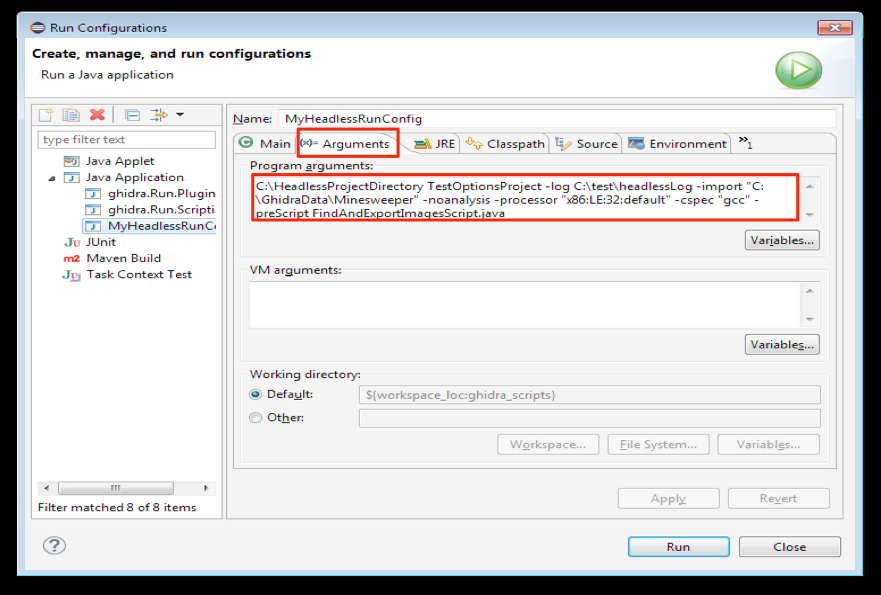 Run Configurations
Create, manage, and run configurations
Run a Java application
type filter text
Java Applet
Java Application
ghidra.Run.Plugin
ghidra.Run.Scripti
MyHeadlessRunCo
JUnit
Maven Build
Task Context Test
Filter matched 8 of 8 items
Name: MyHeadlessRunConfig
Main (x)= Arguments JRE Classpath Source Environment »1
Program arguments:
C:\HeadlessProjectDirectory TestOptionsProject -log C:\test\headlessLog -import "C:
\GhidraData\Minesweeper" -noanalysis -processor "x86:LE:32:default" -cspec "gcc" -
preScript FindAndExportImagesScript.java
Variables...
VM arguments:
Variables...
Working directory:
Default: ${workspace_loc:ghidra_scripts}
Other:
Workspace... File System... Variables...
Apply Revert
Run Close